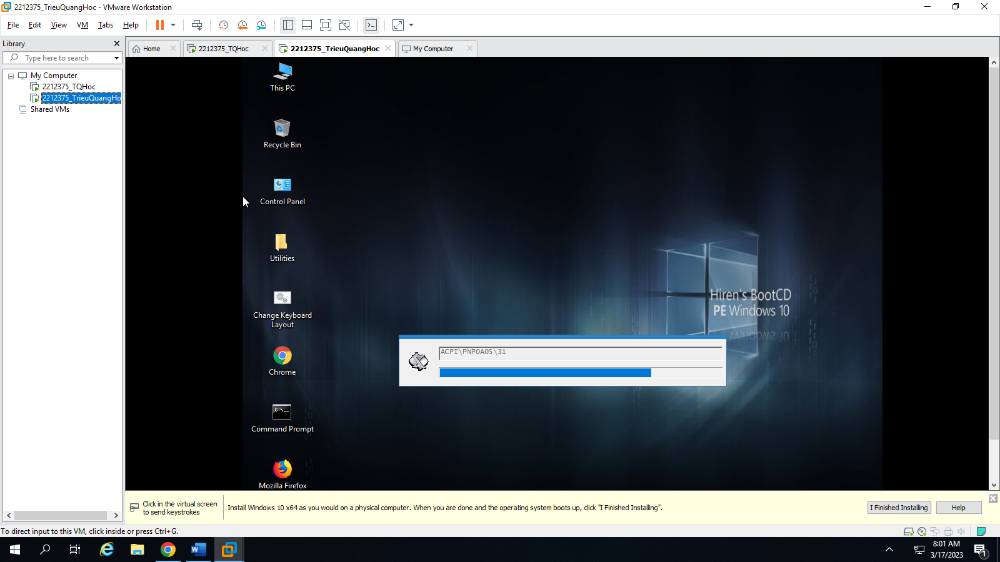 2212375_TrieuQuangHoc - VMware Workstation
File Edit View VM Tabs Help
Library
Type here to search
My Computer
2212375_TQHoc
2212375_TrieuQuangHo
Shared VMs
Home
2212375_TQHoc
2212375_TrieuQuangHoc
My Computer
This PC
Recycle Bin
Control Panel
Utilities
Change Keyboard
Layout
Chrome
Command Prompt
Mozilla Firefox
Hiren's BootCD
PE Windows 10
ACPI\PNP0A05\31
Click in the virtual screen
to send keystrokes
Install Windows 10 x64 as you would on a physical computer. When you are done and the operating system boots up, click "I Finished Installing".
I Finished Installing
Help
To direct input to this VM, click inside or press Ctrl+G.
8:01 AM
3/17/2023
1